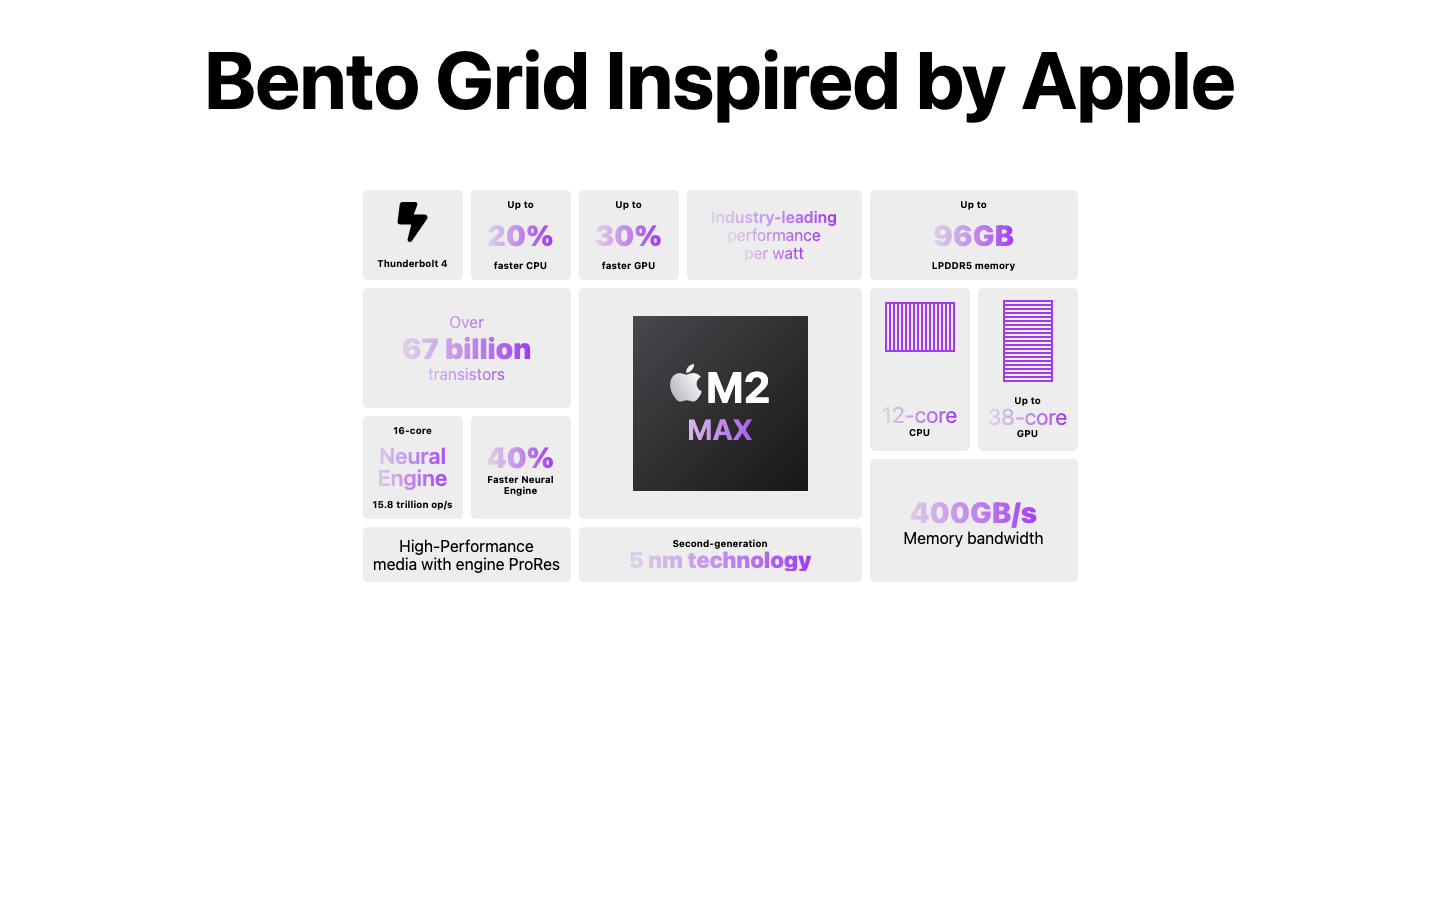 Bento Grid Inspired by Apple
Thunderbolt 4
Up to
20%
faster CPU
Up to
30%
faster GPU
Industry-leading
performance
per watt
Up to
96GB
LPDDR5 memory
Over
67 billion
transistors
M2
MAX
12-core
CPU
Up to
38-core
GPU
16-core
Neural
Engine
15.8 trillion op/s
40%
Faster Neural
Engine
400GB/s
Memory bandwidth
High-Performance
media with engine ProRes
Second-generation
5 nm technology